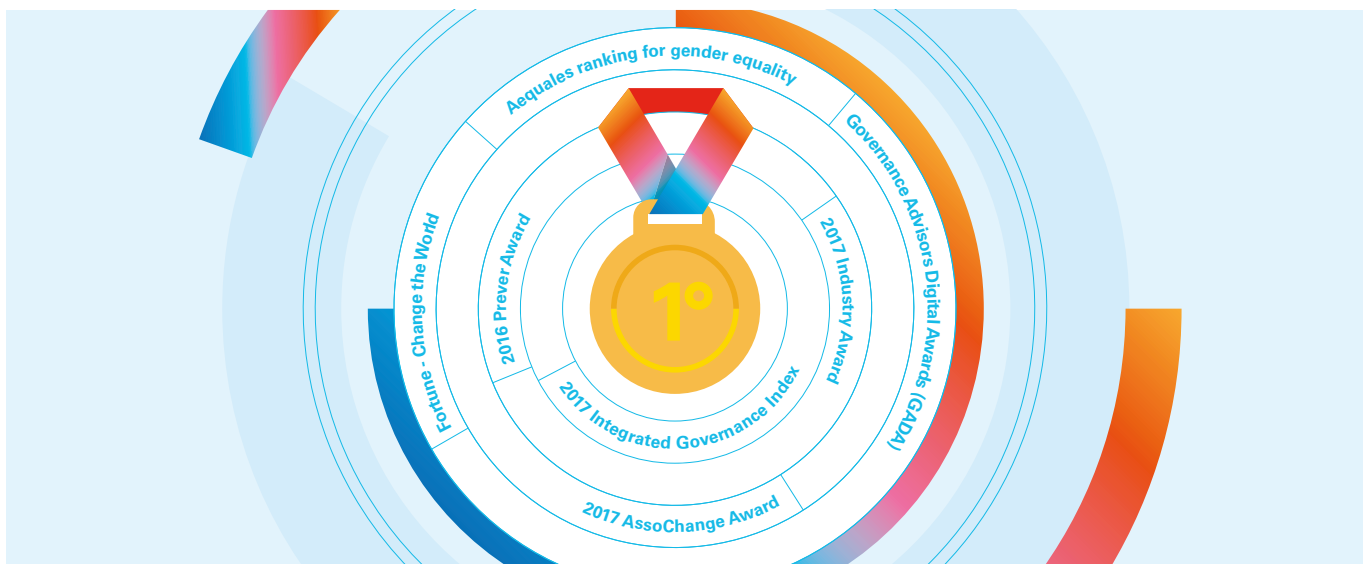 Aequales ranking for gender equality
Governance Advisors Digital Awards (GADA)
Fortune - Change the World
2016 Prever Award
2017 Industry Award
1°
2017 Integrated Governance Index
2017 AssoChange Award